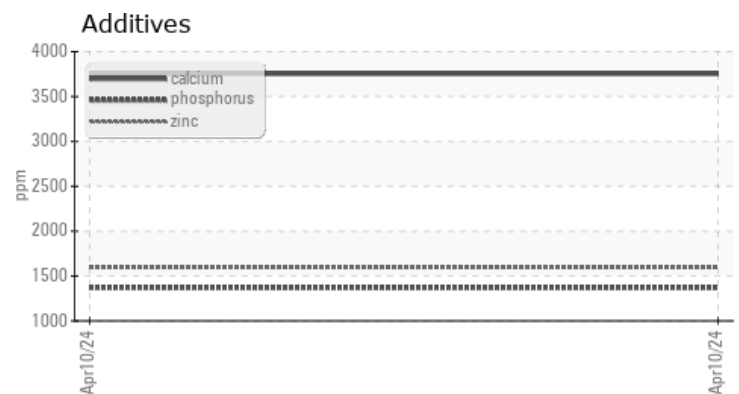 Additives
4000
3500
3000
2500
2000
1500
1000
ppm
calcium
phosphorus
zinc
Apr10/24
Apr10/24